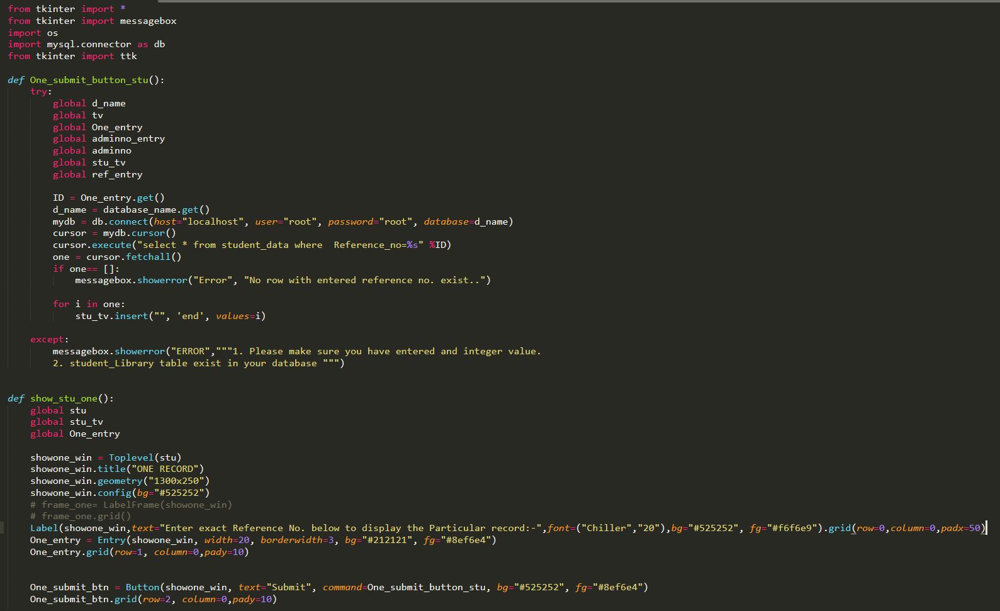 from tkinter import *
from tkinter import messagebox
import os
import mysql.connector as db
from tkinter import ttk
def One_submit_button_stu():
    try:
        global d_name
        global tv
        global One_entry
        global adminno_entry
        global adminno
        global stu_tv
        global ref_entry
        ID = One_entry.get()
        d_name = database_name.get()
        mydb = db.connect(host="localhost", user="root", password="root", database=d_name)
        cursor = mydb.cursor()
        cursor.execute("select * from student_data where  Reference_no=%s" %ID)
        one = cursor.fetchall()
        if one== []:
            messagebox.showerror("Error", "No row with entered reference no. exist..")
        for i in one:
            stu_tv.insert("", 'end', values=i)
    except:
        messagebox.showerror("ERROR","""1. Please make sure you have entered and integer value.
        2. student_Library table exist in your database """)
def show_stu_one():
    global stu
    global stu_tv
    global One_entry
    showone_win = Toplevel(stu)
    showone_win.title("ONE RECORD")
    showone_win.geometry("1300x250")
    showone_win.config(bg="#525252")
    # frame_one= LabelFrame(showone_win)
    # frame_one.grid()
    Label(showone_win,text="Enter exact Reference No. below to display the Particular record:-",font=("Chiller","20"),bg="#525252", fg="#f6f6e9").grid(row=0,column=0,padx=50)
    One_entry = Entry(showone_win, width=20, borderwidth=3, bg="#212121", fg="#8ef6e4")
    One_entry.grid(row=1, column=0,pady=10)
    One_submit_btn = Button(showone_win, text="Submit", command=One_submit_button_stu, bg="#525252", fg="#8ef6e4")
    One_submit_btn.grid(row=2, column=0,pady=10)